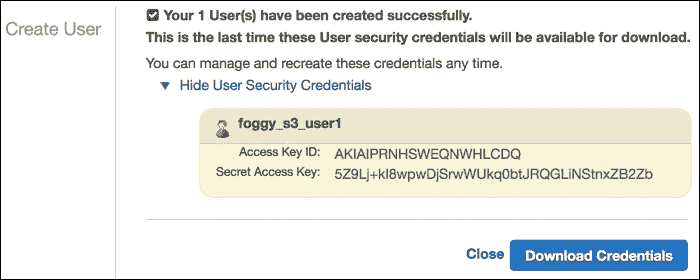 Create User
Your 1 User(s) have been created successfully.
This is the last time these User security credentials will be available for download.
You can manage and recreate these credentials any time.
Hide User Security Credentials
foggy_s3_user1
Access Key ID: AKIAIPRNHSWEQNWHLCDQ
Secret Access Key: 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
Close Download Credentials